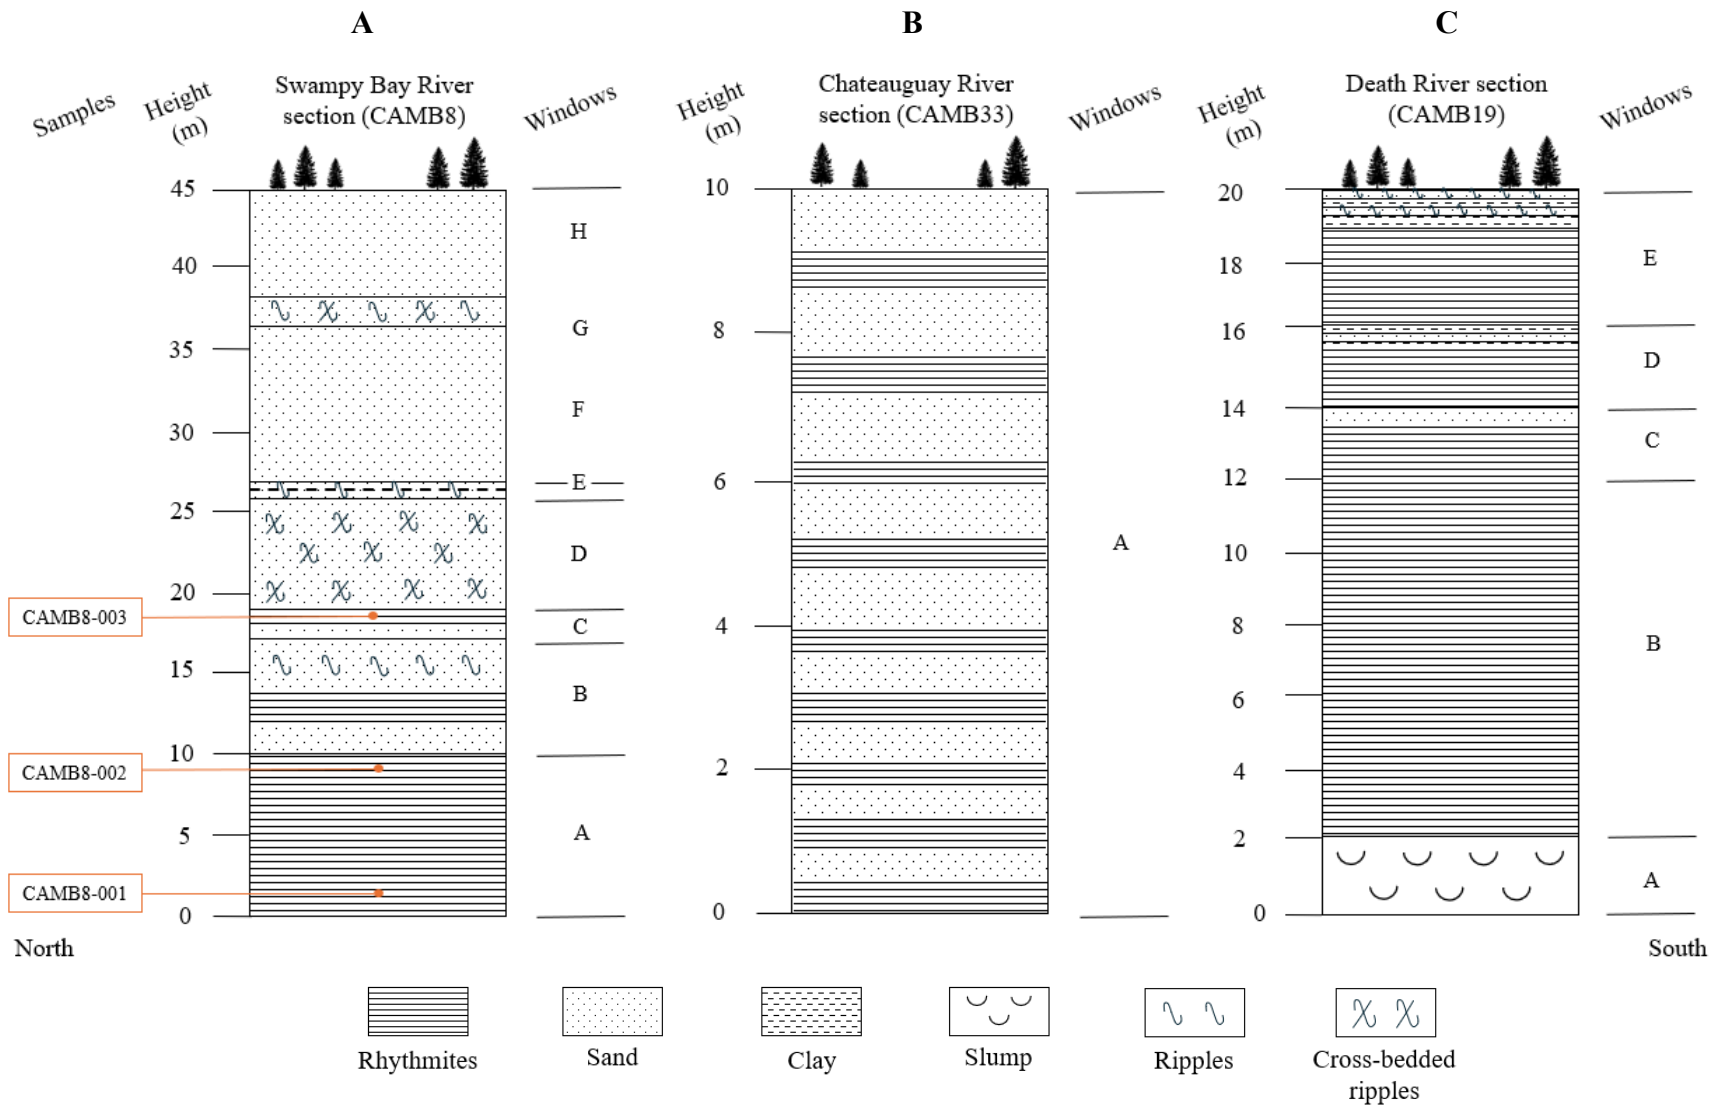 A
B
C
Samples
Height
(m)
Swampy Bay River
section (CAMB8)
Windows
Height
(m)
Chateauguay River
section (CAMB33)
Windows
Height
(m)
Death River section
(CAMB19)
Windows
45
40
35
30
25
20
15
10
5
0
H
G
F
E
D
C
B
A
CAMB8-003
CAMB8-002
CAMB8-001
10
8
6
4
2
0
A
20
18
16
14
12
10
8
6
4
2
0
E
D
C
B
A
North
South
Rhythmites
Sand
Clay
Slump
Ripples
Cross-bedded
ripples